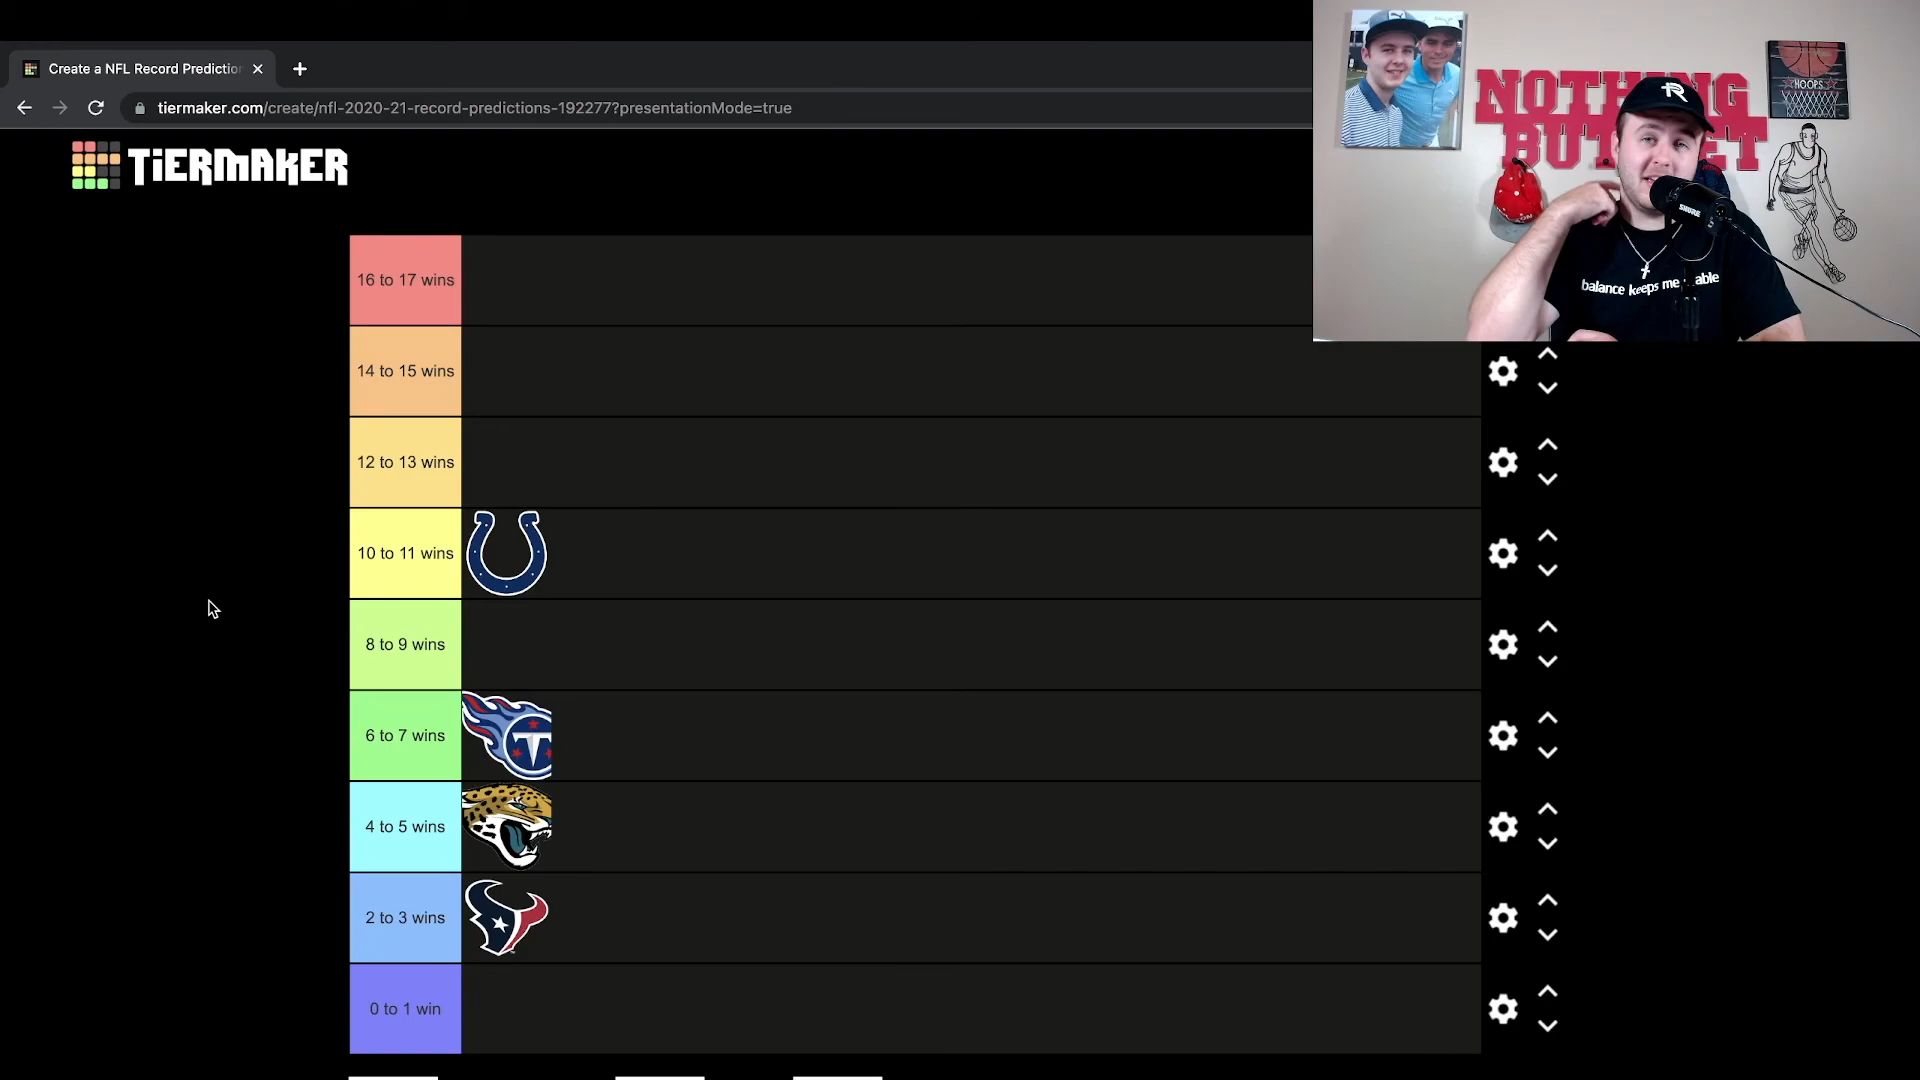 Create a NFL Record Predictio
tiermaker.com/create/nfl-2020-21-record-predictions-192277?presentationMode=true
TiERMAKER
16 to 17 wins
14 to 15 wins
12 to 13 wins
10 to 11 wins
8 to 9 wins
6 to 7 wins
T
4 to 5 wins
2 to 3 wins
0 to 1 win
NOTHING
HOOPS
R
SHURE
balance keeps me able